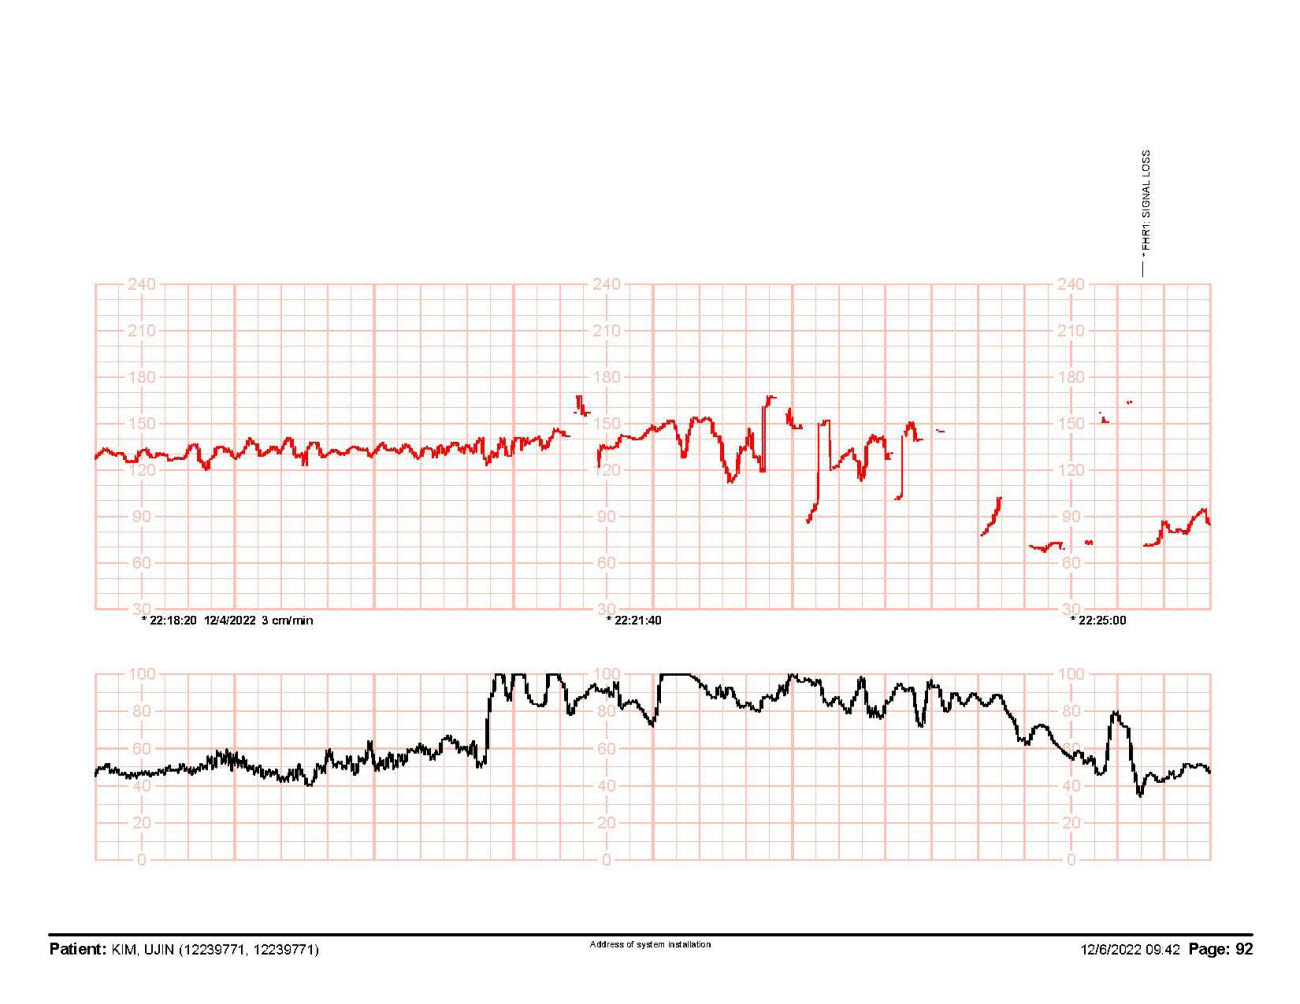 * FHR1: SIGNAL LOSS
240 240 240
210 210 210
180 180 180
150 150 150
120 120 120
90 90 90
60 60 60
30 30 30
* 22:18:20 12/4/2022 3 cm/min * 22:21:40 * 22:25:00
100 100 100
80 80 80
60 60 60
40 40 40
20 20 20
0 0 0
Patient: KIM, UJIN (12239771, 12239771) Address of system installation 12/6/2022 09:42 Page: 92